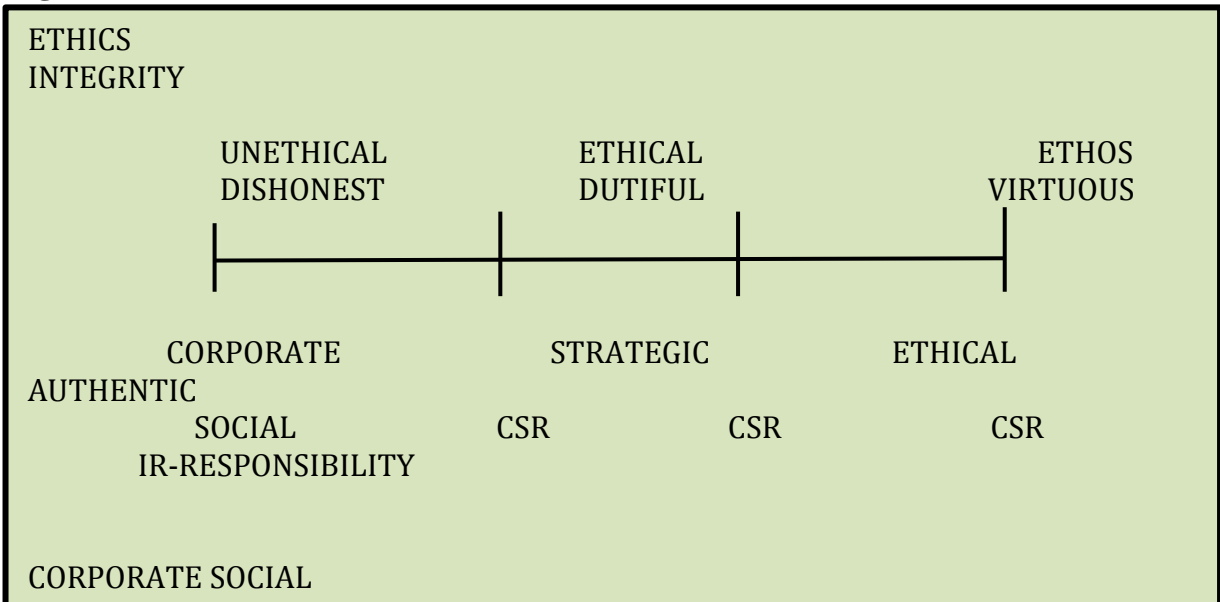 ETHICS
INTEGRITY
UNETHICAL ETHICAL ETHOS
DISHONEST DUTIFUL VIRTUOUS
CORPORATE STRATEGIC ETHICAL
AUTHENTIC
SOCIAL CSR CSR CSR
IR-RESPONSIBILITY
CORPORATE SOCIAL